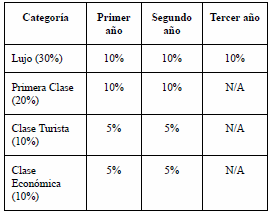 Categoría Primer año Segundo año Tercer año
Lujo (30%) 10% 10% 10%
Primera Clase (20%) 10% 10% N/A
Clase Turista (10%) 5% 5% N/A
Clase Económica (10%) 5% 5% N/A